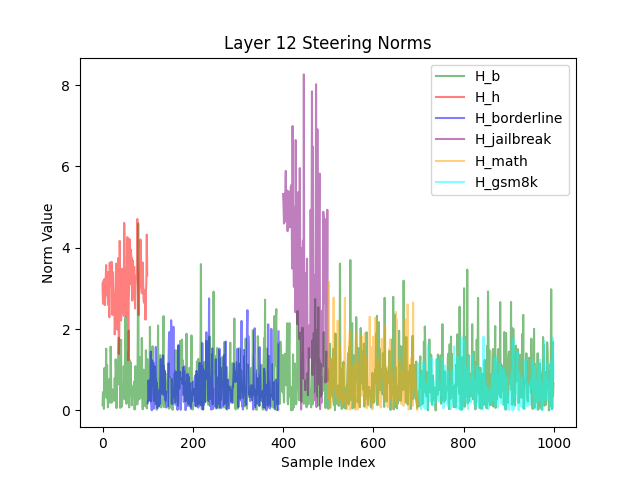 Layer 12 Steering Norms
H_b
H_h
H_borderline
H_jailbreak
H_math
H_gsm8k
Norm Value
8
6
4
2
0
0 200 400 600 800 1000
Sample Index